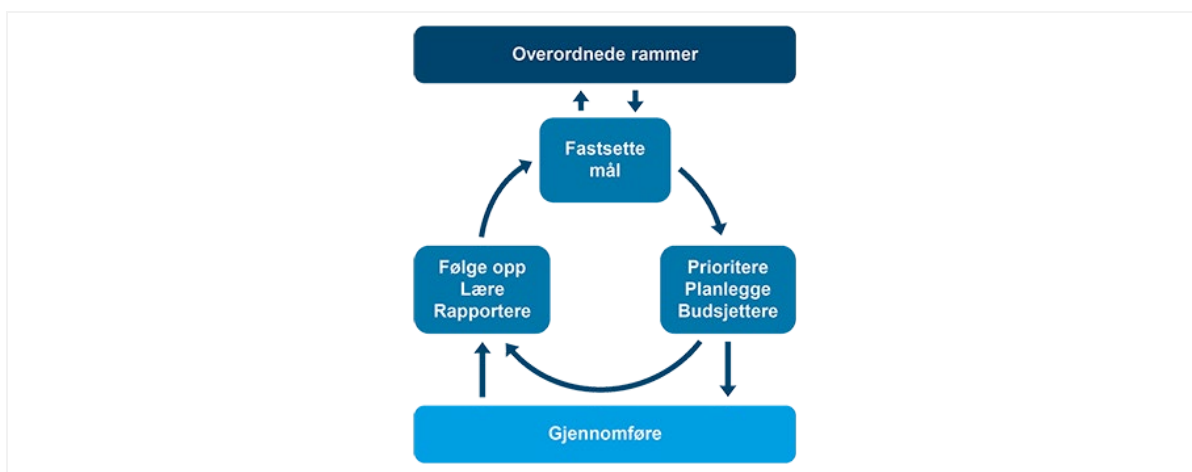 Overordnede rammer
Fastsette
mål
Følge opp
Lære
Rapportere
Prioritere
Planlegge
Budsjettere
Gjennomføre